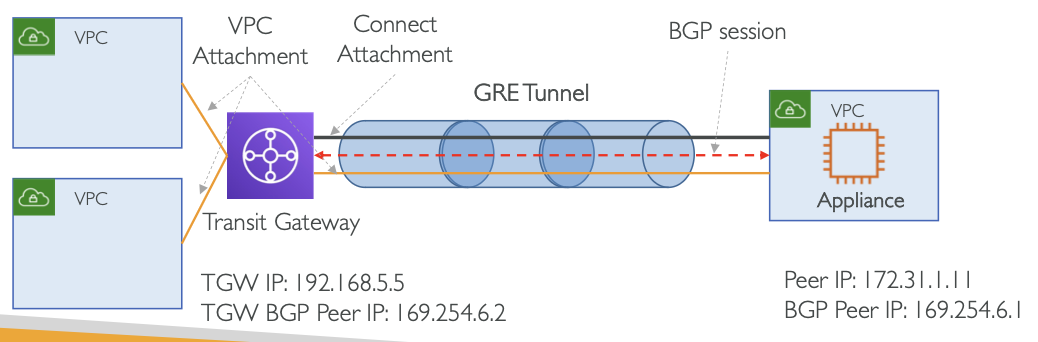 VPC
VPC
Attachment
Connect
Attachment
BGP session
GRE Tunnel
VPC
Appliance
VPC
Transit Gateway
TGW IP: 192.168.5.5
TGW BGP Peer IP: 169.254.6.2
Peer IP: 172.31.1.11
BGP Peer IP: 169.254.6.1